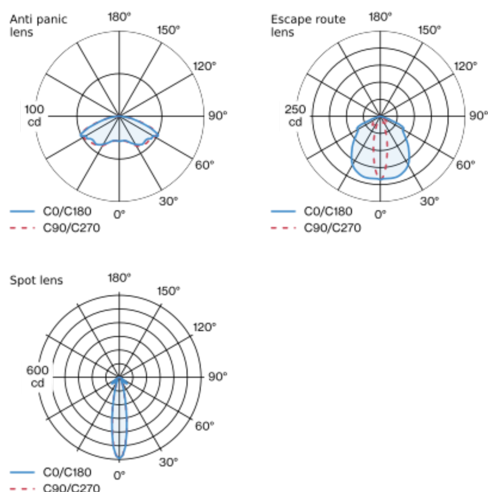 Anti panic
lens
180°
150°
120°
100
cd
90°
60°
30°
0°
C0/C180
C90/C270
Escape route
lens
180°
150°
120°
250
cd
90°
60°
30°
0°
C0/C180
C90/C270
Spot lens
180°
150°
120°
600
cd
90°
60°
30°
0°
C0/C180
C90/C270